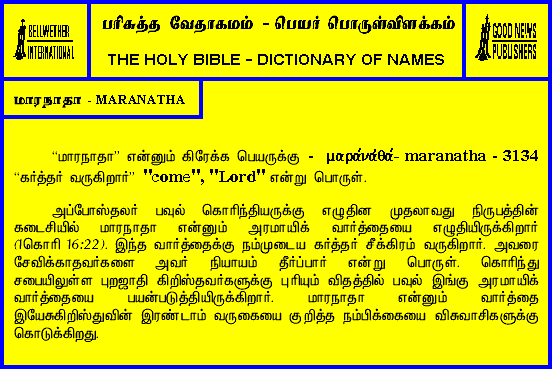 BELLWETHER
INTERNATIONAL
பரிசுத்த வேதாகமம் - பெயர் பொருள்விளக்கம்
THE HOLY BIBLE - DICTIONARY OF NAMES
GOOD NEWS
PUBLISHERS
மாரநாதா - MARANATHA
“மாரநாதா” என்னும் கிரேக்க பெயருக்கு - μαράναθά- maranatha - 3134
“கர்த்தர் வருகிறார்” "come", "Lord" என்று பொருள்.
அப்போஸ்தலர் பவுல் கொரிந்தியருக்கு எழுதின முதலாவது நிருபத்தின்
கடைசியில் மாரநாதா என்னும் அரமாயிக் வார்த்தையை எழுதியிருக்கிறார்
(1கொரி 16:22). இந்த வார்த்தைக்கு நம்முடைய கர்த்தர் சீக்கிரம் வருகிறார். அவரை
சேவிக்காதவர்களை அவர் நியாயம் தீர்ப்பார் என்று பொருள். கொரிந்து
சபையிலுள்ள புறஜாதி கிறிஸ்தவர்களுக்கு புரியும் விதத்தில் பவுல் இங்கு அரமாயிக்
வார்த்தையை பயன்படுத்தியிருக்கிறார். மாரநாதா என்னும் வார்த்தை
இயேசுகிறிஸ்துவின் இரண்டாம் வருகையை குறித்த நம்பிக்கையை விசுவாசிகளுக்கு
கொடுக்கிறது.